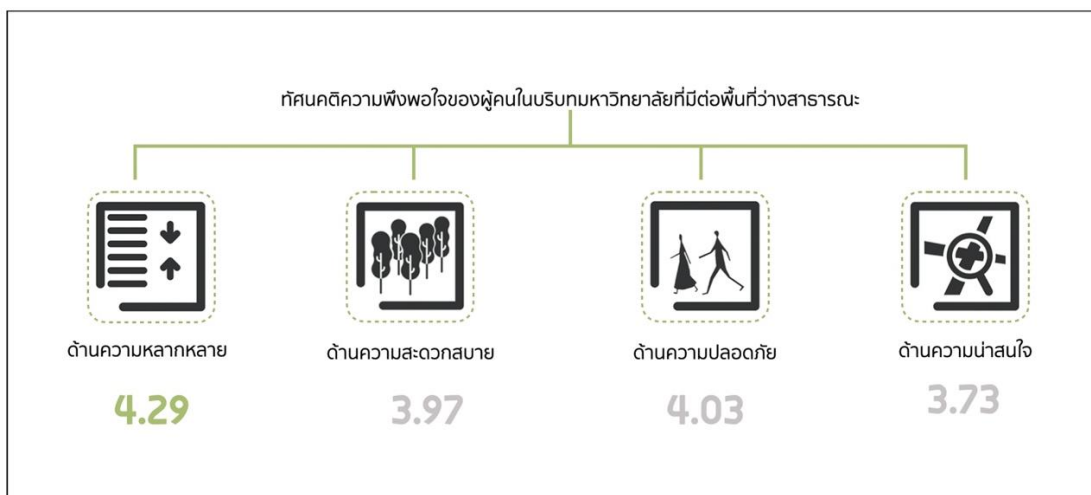 ทัศนคติความพึงพอใจของผู้คนในบริบทมหาวิทยาลัยที่มีต่อพื้นที่ว่างสาธารณะ
ด้านความหลากหลาย
ด้านความสะดวกสบาย
ด้านความปลอดภัย
ด้านความน่าสนใจ
4.29
3.97
4.03
3.73